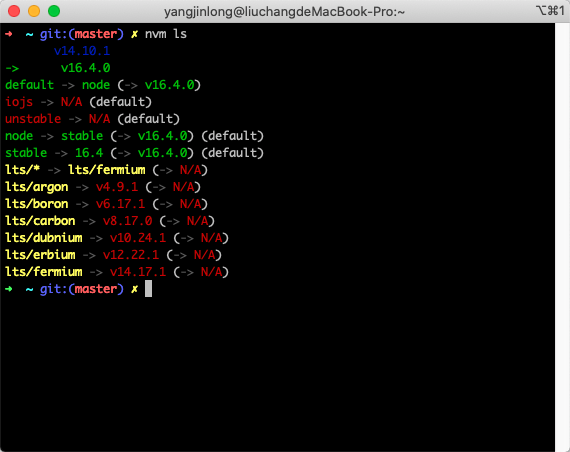 yangjinlong@liuchangdeMacBook-Pro:~ ⌥⌘1
➜ ~ git:(master) ✗ nvm ls
v14.10.1
-> v16.4.0
default -> node (-> v16.4.0)
iojs -> N/A (default)
unstable -> N/A (default)
node -> stable (-> v16.4.0) (default)
stable -> 16.4 (-> v16.4.0) (default)
lts/* -> lts/fermium (-> N/A)
lts/argon -> v4.9.1 (-> N/A)
lts/boron -> v6.17.1 (-> N/A)
lts/carbon -> v8.17.0 (-> N/A)
lts/dubnium -> v10.24.1 (-> N/A)
lts/erbium -> v12.22.1 (-> N/A)
lts/fermium -> v14.17.1 (-> N/A)
➜ ~ git:(master) ✗